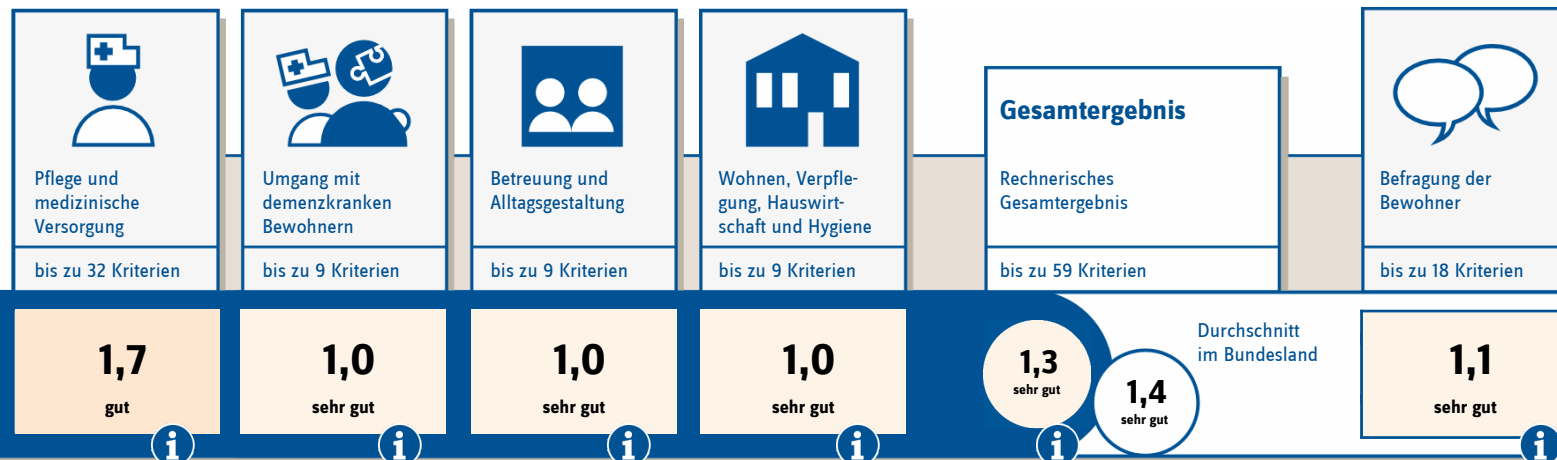 Pflege und
medizinische
Versorgung
bis zu 32 Kriterien
1,7
gut
i
Umgang mit
demenzkranken
Bewohnern
bis zu 9 Kriterien
1,0
sehr gut
i
Betreuung und
Alltagsgestaltung
bis zu 9 Kriterien
1,0
sehr gut
i
Wohnen, Verpfle-
gung, Hauswirt-
schaft und Hygiene
bis zu 9 Kriterien
1,0
sehr gut
i
Gesamtergebnis
Rechnerisches
Gesamtergebnis
bis zu 59 Kriterien
1,3
sehr gut
i
Durchschnitt
im Bundesland
1,4
sehr gut
Befragung der
Bewohner
bis zu 18 Kriterien
1,1
sehr gut
i